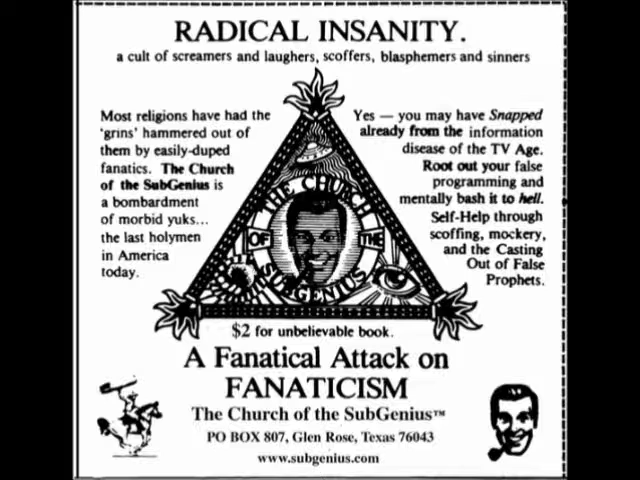 RADICAL INSANITY.
a cult of screamers and laughers, scoffers, blasphemers and sinners
Most religions have had the
'grins' hammered out of
them by easily-duped
fanatics. The Church
of the SubGenius is
a bombardment
of morbid yuks...
the last holymen
in America
today.
Yes — you may have Snapped
already from the information
disease of the TV Age.
Root out your false
programming and
mentally bash it to hell.
Self-Help through
scoffing, mockery,
and the Casting
Out of False
Prophets.
THE CHURCH
OF THE
SUBGENIUS
$2 for unbelievable book.
A Fanatical Attack on
FANATICISM
The Church of the SubGenius™
PO BOX 807, Glen Rose, Texas 76043
www.subgenius.com